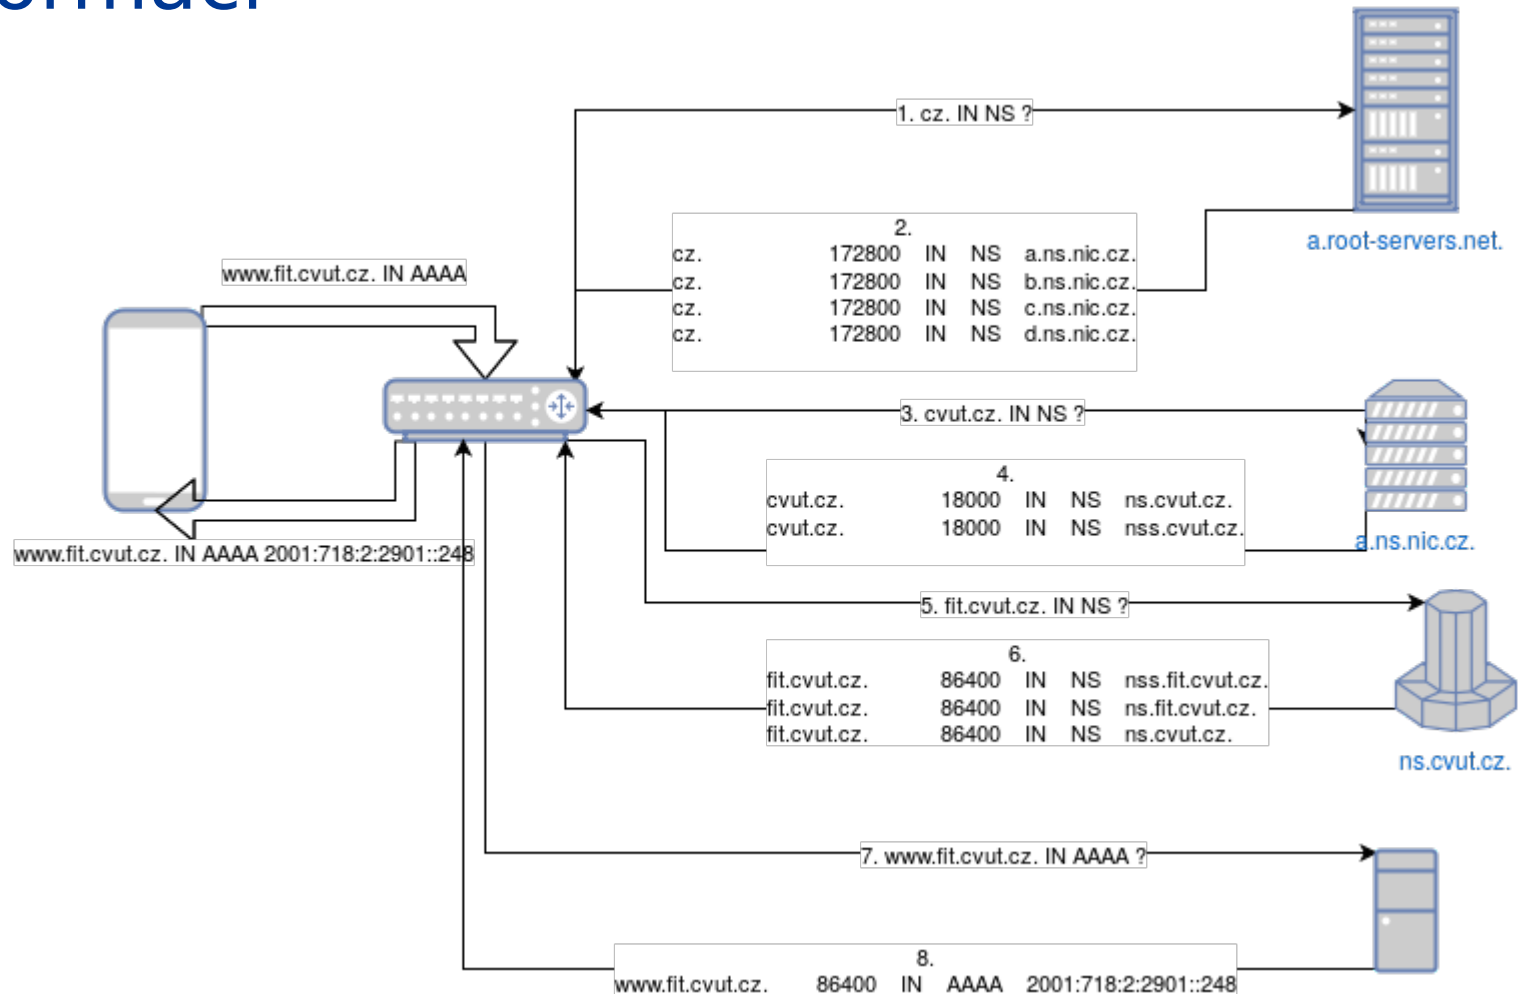 1. cz. IN NS ?
a.root-servers.net.
2.
cz. 172800 IN NS a.ns.nic.cz.
cz. 172800 IN NS b.ns.nic.cz.
cz. 172800 IN NS c.ns.nic.cz.
cz. 172800 IN NS d.ns.nic.cz.
www.fit.cvut.cz. IN AAAA
3. cvut.cz. IN NS ?
4.
cvut.cz. 18000 IN NS ns.cvut.cz.
cvut.cz. 18000 IN NS nss.cvut.cz.
a.ns.nic.cz.
www.fit.cvut.cz. IN AAAA 2001:718:2:2901::248
5. fit.cvut.cz. IN NS ?
6.
fit.cvut.cz. 86400 IN NS nss.fit.cvut.cz.
fit.cvut.cz. 86400 IN NS ns.fit.cvut.cz.
fit.cvut.cz. 86400 IN NS ns.cvut.cz.
ns.cvut.cz.
7. www.fit.cvut.cz. IN AAAA ?
8.
www.fit.cvut.cz. 86400 IN AAAA 2001:718:2:2901::248